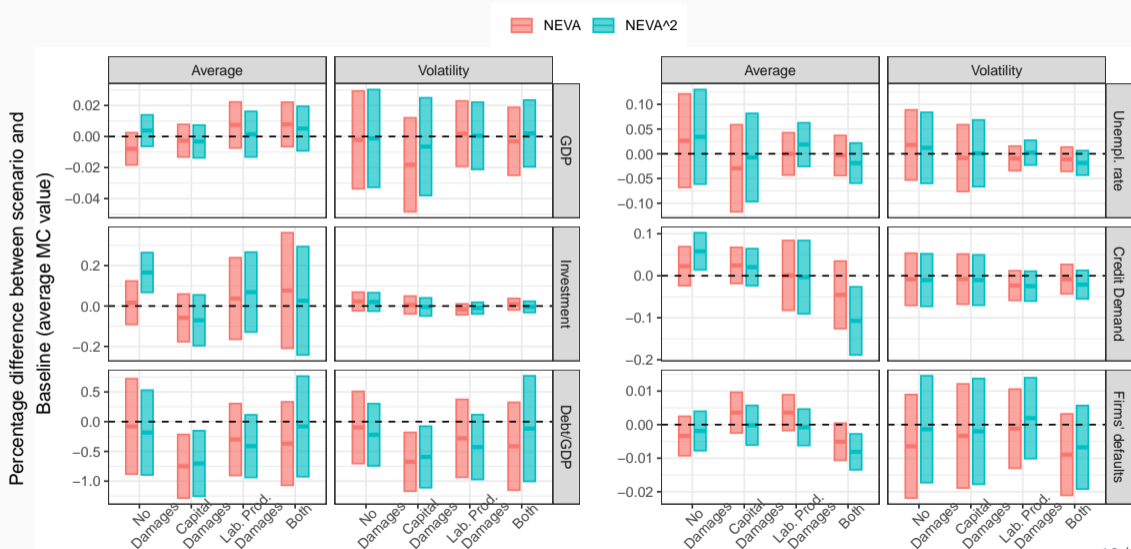 NEVA NEVA^2
Percentage difference between scenario and
Baseline (average MC value)
Average Volatility
0.02
0.00
−0.02
−0.04
GDP
0.2
0.0
−0.2
Investment
0.5
0.0
−0.5
−1.0
Debt/GDP
No
Damages
Capital
Damages
Lab. Prod.
Damages
Both
No
Damages
Capital
Damages
Lab. Prod.
Damages
Both
Average Volatility
0.10
0.05
0.00
−0.05
−0.10
Unempl. rate
0.1
0.0
−0.1
−0.2
Credit Demand
0.01
0.00
−0.01
−0.02
Firms' defaults
No
Damages
Capital
Damages
Lab. Prod.
Damages
Both
No
Damages
Capital
Damages
Lab. Prod.
Damages
Both